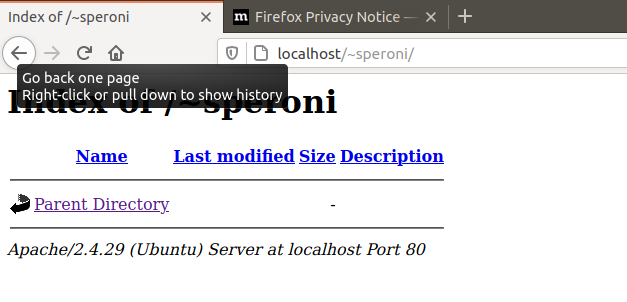 Index of /~speroni
Firefox Privacy Notice —
localhost/~speroni/
Go back one page
Right-click or pull down to show history
Index of /~speroni
Name Last modified Size Description
Parent Directory -
Apache/2.4.29 (Ubuntu) Server at localhost Port 80